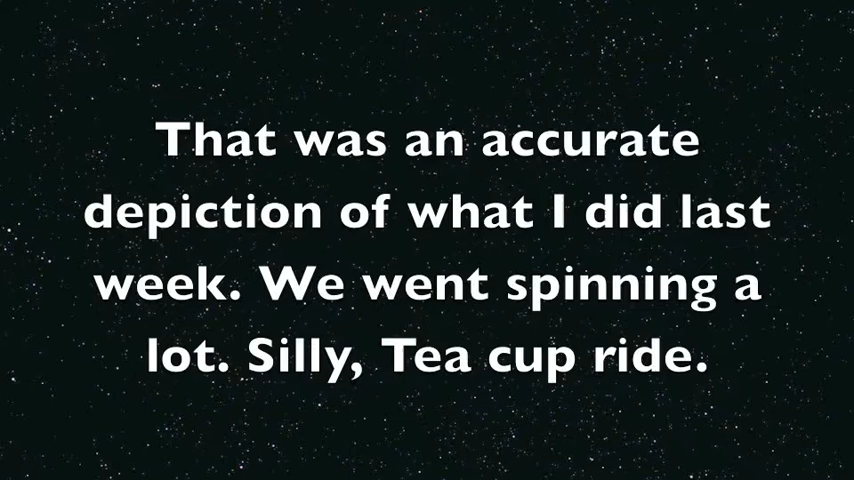 That was an accurate
depiction of what I did last
week. We went spinning a
lot. Silly, Tea cup ride.